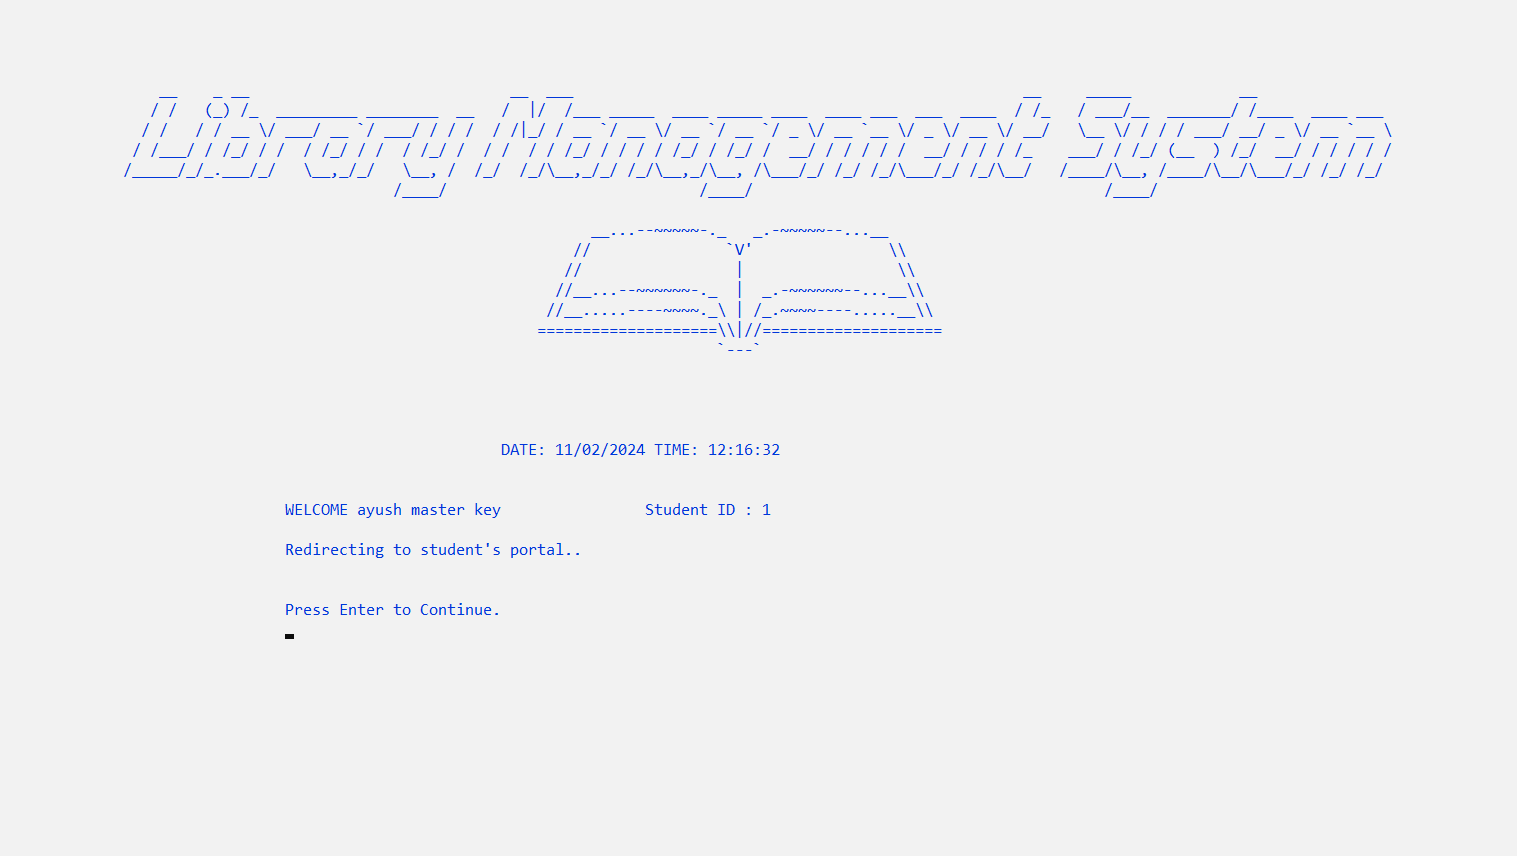 Library Management System
DATE: 11/02/2024 TIME: 12:16:32
WELCOME ayush master key Student ID : 1
Redirecting to student's portal..
Press Enter to Continue.